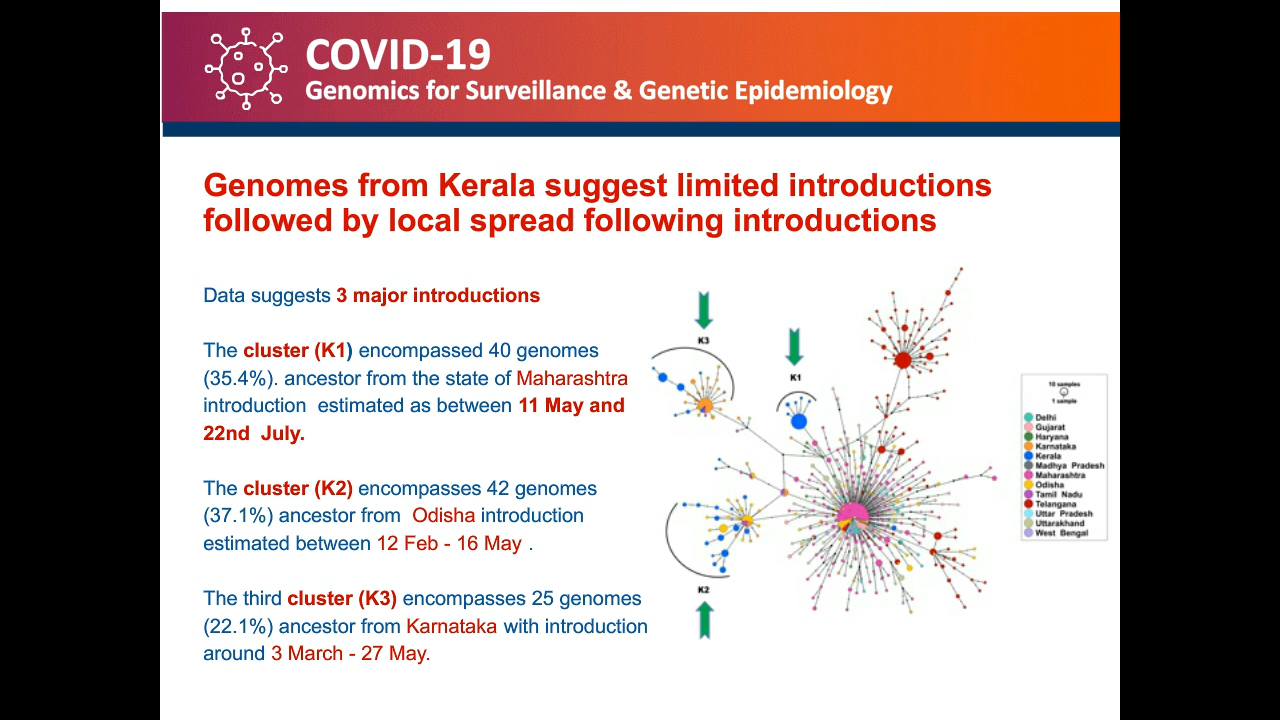 COVID-19
Genomics for Surveillance & Genetic Epidemiology
Genomes from Kerala suggest limited introductions
followed by local spread following introductions
Data suggests 3 major introductions
The cluster (K1) encompassed 40 genomes
(35.4%). ancestor from the state of Maharashtra
introduction estimated as between 11 May and
22nd July.
The cluster (K2) encompasses 42 genomes
(37.1%) ancestor from Odisha introduction
estimated between 12 Feb - 16 May .
The third cluster (K3) encompasses 25 genomes
(22.1%) ancestor from Karnataka with introduction
around 3 March - 27 May.
K3
K1
K2
10 samples
1 sample
Delhi
Gujarat
Haryana
Karnataka
Kerala
Madhya Pradesh
Maharashtra
Odisha
Tamil Nadu
Telangana
Uttar Pradesh
Uttarakhand
West Bengal